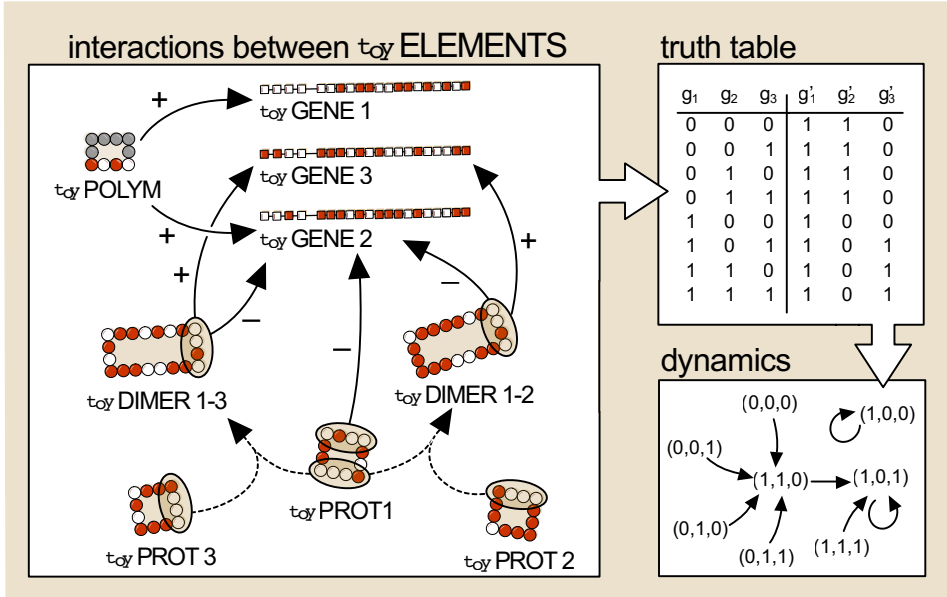 interactions between toy ELEMENTS
+
toy GENE 1
toy POLYM
toy GENE 3
+
toy GENE 2
+
−
−
−
+
toy DIMER 1-3
toy DIMER 1-2
toy PROT1
toy PROT 3
toy PROT 2
truth table
g1 g2 g3 g'1 g'2 g'3
0 0 0 1 1 0
0 0 1 1 1 0
0 1 0 1 1 0
0 1 1 1 1 0
1 0 0 1 0 0
1 0 1 1 0 1
1 1 0 1 0 1
1 1 1 1 0 1
dynamics
(0,0,0)
(1,0,0)
(0,0,1)
(1,1,0)
(1,0,1)
(0,1,0)
(0,1,1)
(1,1,1)